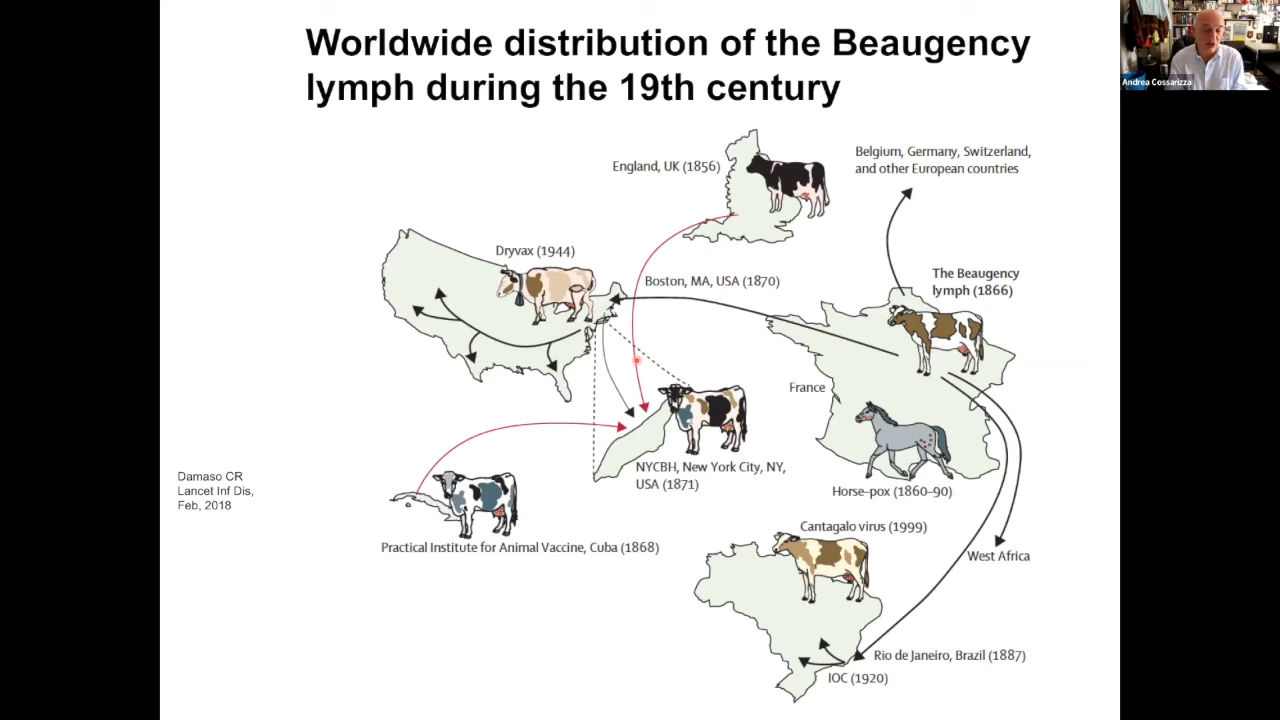 Worldwide distribution of the Beaugency
lymph during the 19th century
Andrea Cossarizza
England, UK (1856)
Belgium, Germany, Switzerland,
and other European countries
Dryvax (1944)
Boston, MA, USA (1870)
The Beaugency
lymph (1866)
France
NYCBH, New York City, NY,
USA (1871)
Horse-pox (1860–90)
Damaso CR
Lancet Inf Dis,
Feb, 2018
Practical Institute for Animal Vaccine, Cuba (1868)
Cantagalo virus (1999)
West Africa
Rio de Janeiro, Brazil (1887)
IOC (1920)